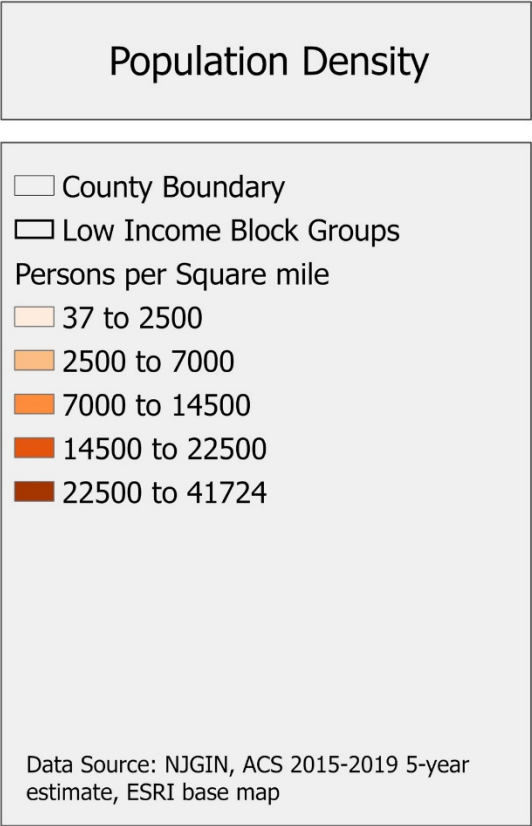 Population Density
County Boundary
Low Income Block Groups
Persons per Square mile
37 to 2500
2500 to 7000
7000 to 14500
14500 to 22500
22500 to 41724
Data Source: NJGIN, ACS 2015-2019 5-year
estimate, ESRI base map